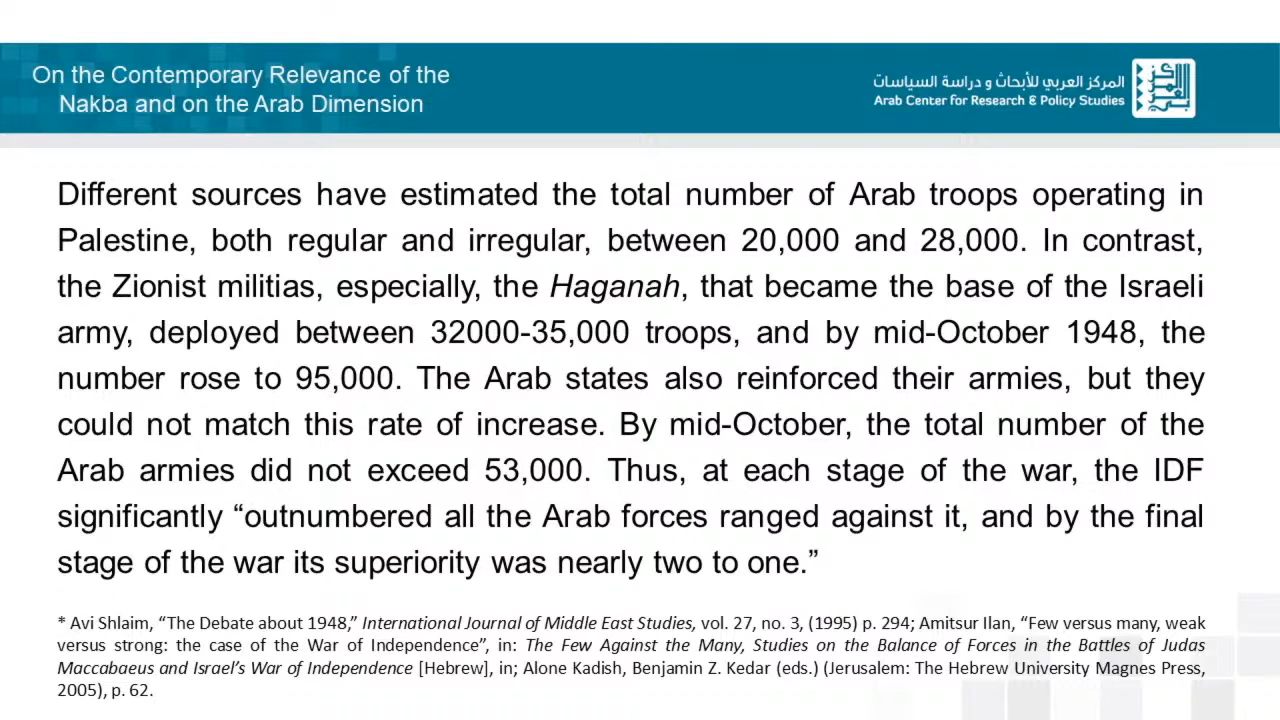 On the Contemporary Relevance of the
Nakba and on the Arab Dimension
المركز العربي للأبحاث و دراسة السياسات
Arab Center for Research & Policy Studies
Different sources have estimated the total number of Arab troops operating in
Palestine, both regular and irregular, between 20,000 and 28,000. In contrast,
the Zionist militias, especially, the Haganah, that became the base of the Israeli
army, deployed between 32000-35,000 troops, and by mid-October 1948, the
number rose to 95,000. The Arab states also reinforced their armies, but they
could not match this rate of increase. By mid-October, the total number of the
Arab armies did not exceed 53,000. Thus, at each stage of the war, the IDF
significantly “outnumbered all the Arab forces ranged against it, and by the final
stage of the war its superiority was nearly two to one.”
* Avi Shlaim, “The Debate about 1948,” International Journal of Middle East Studies, vol. 27, no. 3, (1995) p. 294; Amitsur Ilan, “Few versus many, weak
versus strong: the case of the War of Independence”, in: The Few Against the Many, Studies on the Balance of Forces in the Battles of Judas
Maccabaeus and Israel’s War of Independence [Hebrew], in; Alone Kadish, Benjamin Z. Kedar (eds.) (Jerusalem: The Hebrew University Magnes Press,
2005), p. 62.